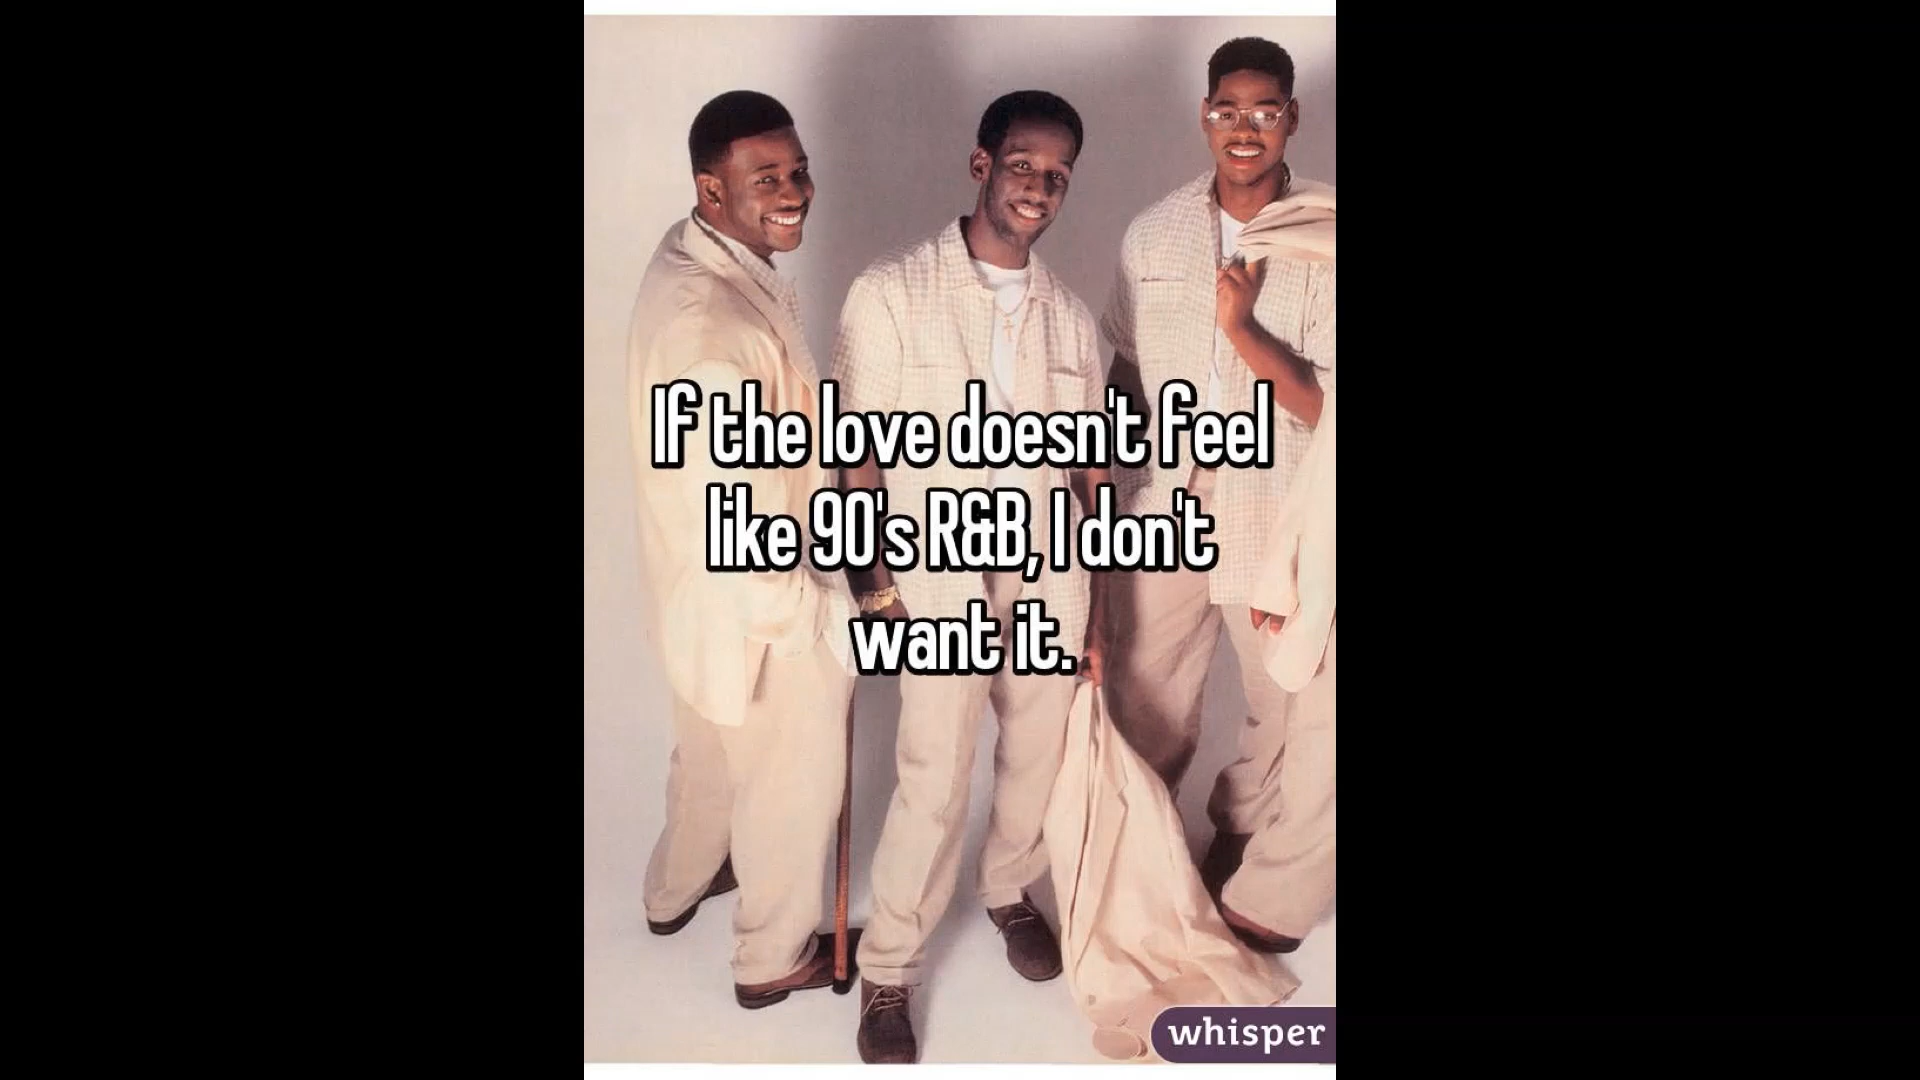 If the love doesn't feel
like 90's R&B, I don't
want it.
whisper